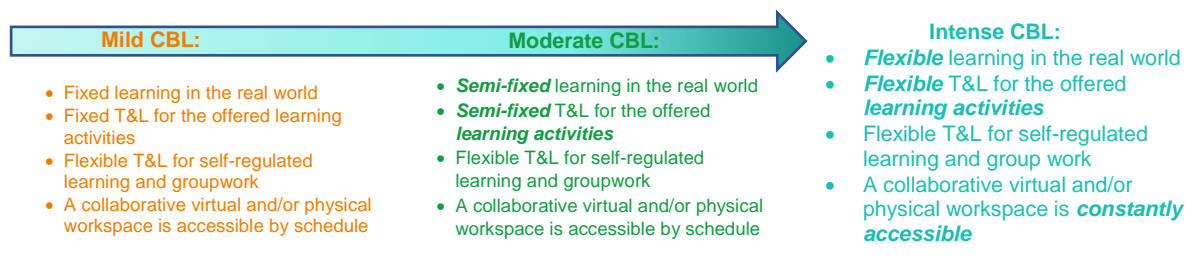 Mild CBL:
• Fixed learning in the real world
• Fixed T&L for the offered learning
activities
• Flexible T&L for self-regulated
learning and groupwork
• A collaborative virtual and/or physical
workspace is accessible by schedule
Moderate CBL:
• Semi-fixed learning in the real world
• Semi-fixed T&L for the offered
learning activities
• Flexible T&L for self-regulated
learning and groupwork
• A collaborative virtual and/or physical
workspace is accessible by schedule
Intense CBL:
• Flexible learning in the real world
• Flexible T&L for the offered
learning activities
• Flexible T&L for self-regulated
learning and group work
• A collaborative virtual and/or
physical workspace is constantly
accessible